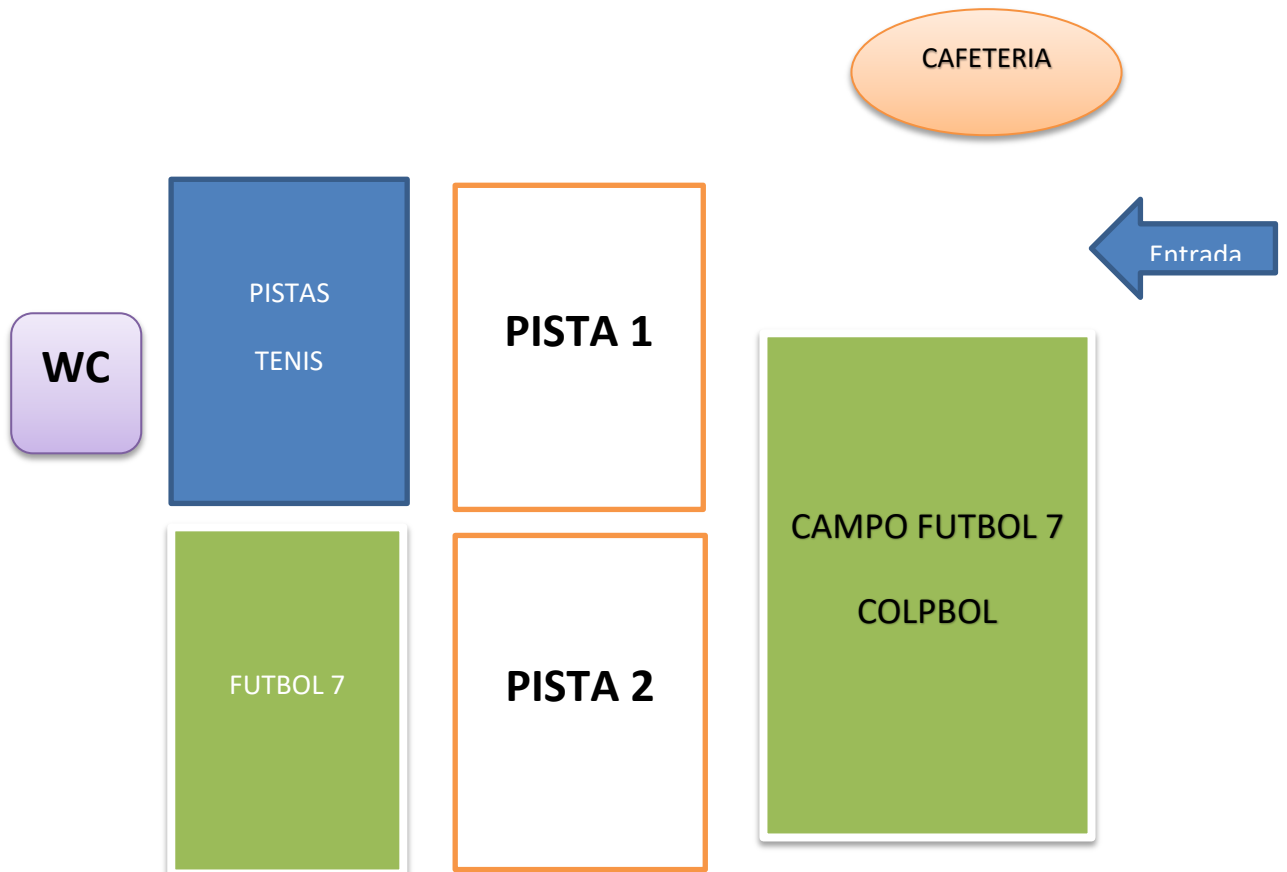 CAFETERIA
Entrada
PISTAS
TENIS
PISTA 1
WC
CAMPO FUTBOL 7
COLPBOL
FUTBOL 7
PISTA 2